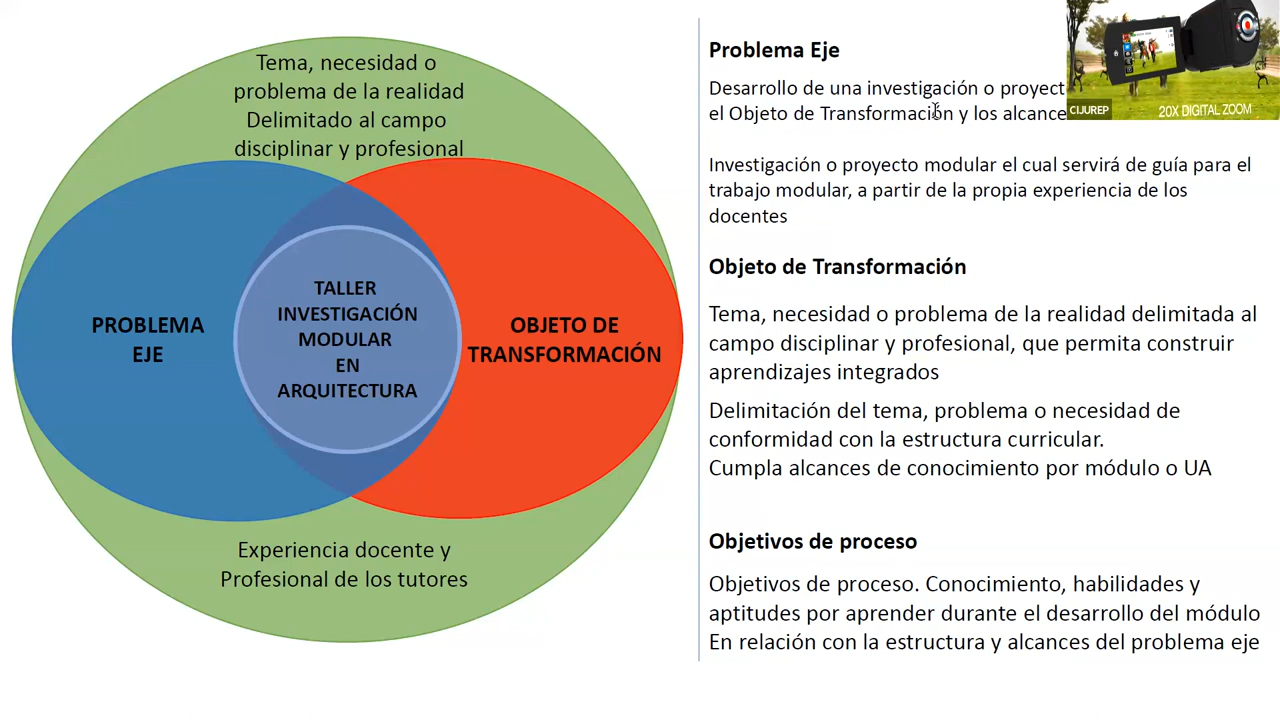 Tema, necesidad o
problema de la realidad
Delimitado al campo
disciplinar y profesional
PROBLEMA
EJE
TALLER
INVESTIGACIÓN
MODULAR
EN
ARQUITECTURA
OBJETO DE
TRANSFORMACIÓN
Experiencia docente y
Profesional de los tutores
Problema Eje
Desarrollo de una investigación o proyect
el Objeto de Transformación y los alcance
Investigación o proyecto modular el cual servirá de guía para el
trabajo modular, a partir de la propia experiencia de los
docentes
Objeto de Transformación
Tema, necesidad o problema de la realidad delimitada al
campo disciplinar y profesional, que permita construir
aprendizajes integrados
Delimitación del tema, problema o necesidad de
conformidad con la estructura curricular.
Cumpla alcances de conocimiento por módulo o UA
Objetivos de proceso
Objetivos de proceso. Conocimiento, habilidades y
aptitudes por aprender durante el desarrollo del módulo
En relación con la estructura y alcances del problema eje
CIJUREP
20X DIGITAL ZOOM